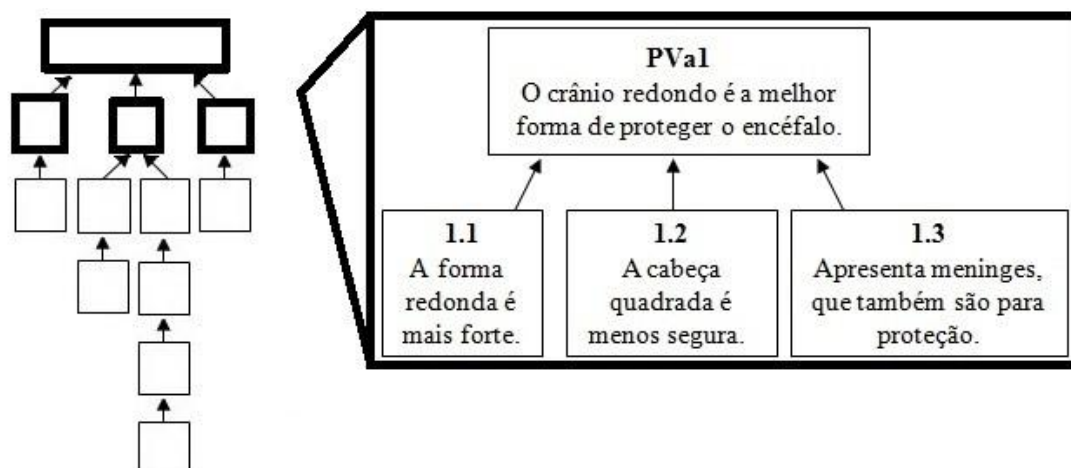 PVa1
O crânio redondo é a melhor
forma de proteger o encéfalo.
1.1
A forma
redonda é
mais forte.
1.2
A cabeça
quadrada é
menos segura.
1.3
Apresenta meninges,
que também são para
proteção.